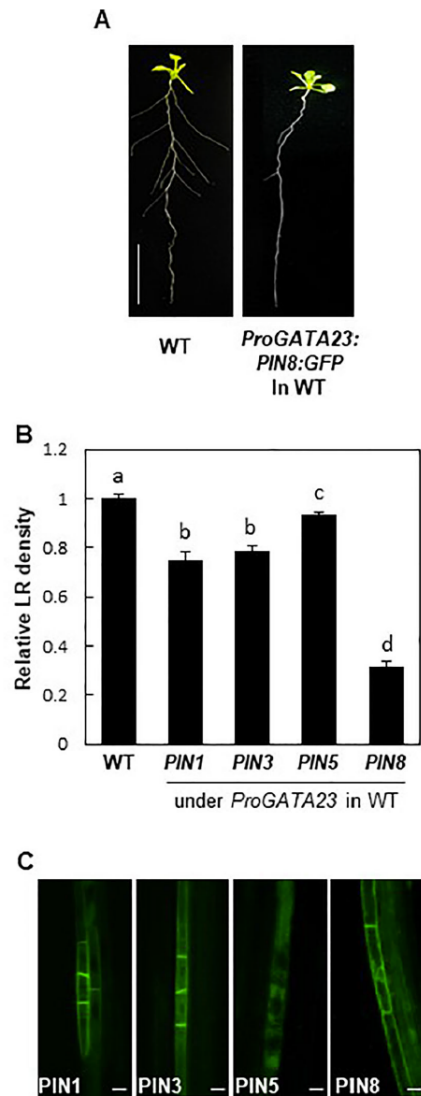 A
WT
ProGATA23:
PIN8:GFP
In WT
B
Relative LR density
1.2
1
0.8
0.6
0.4
0.2
0
a
b
b
c
d
WT PIN1 PIN3 PIN5 PIN8
under ProGATA23 in WT
C
PIN1 PIN3 PIN5 PIN8